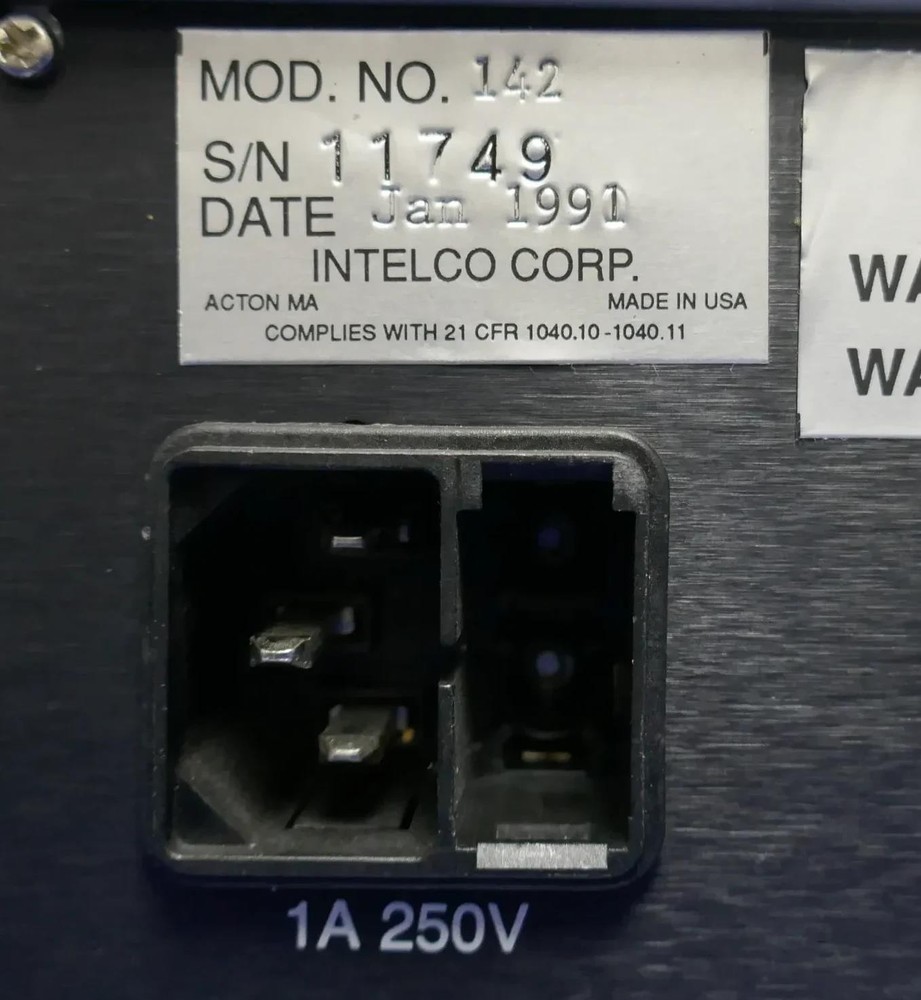 MOD. NO. 142
S/N 11749
DATE Jan 1991
INTELCO CORP.
ACTON MA MADE IN USA
COMPLIES WITH 21 CFR 1040.10-1040.11
WA
WA
1A 250V